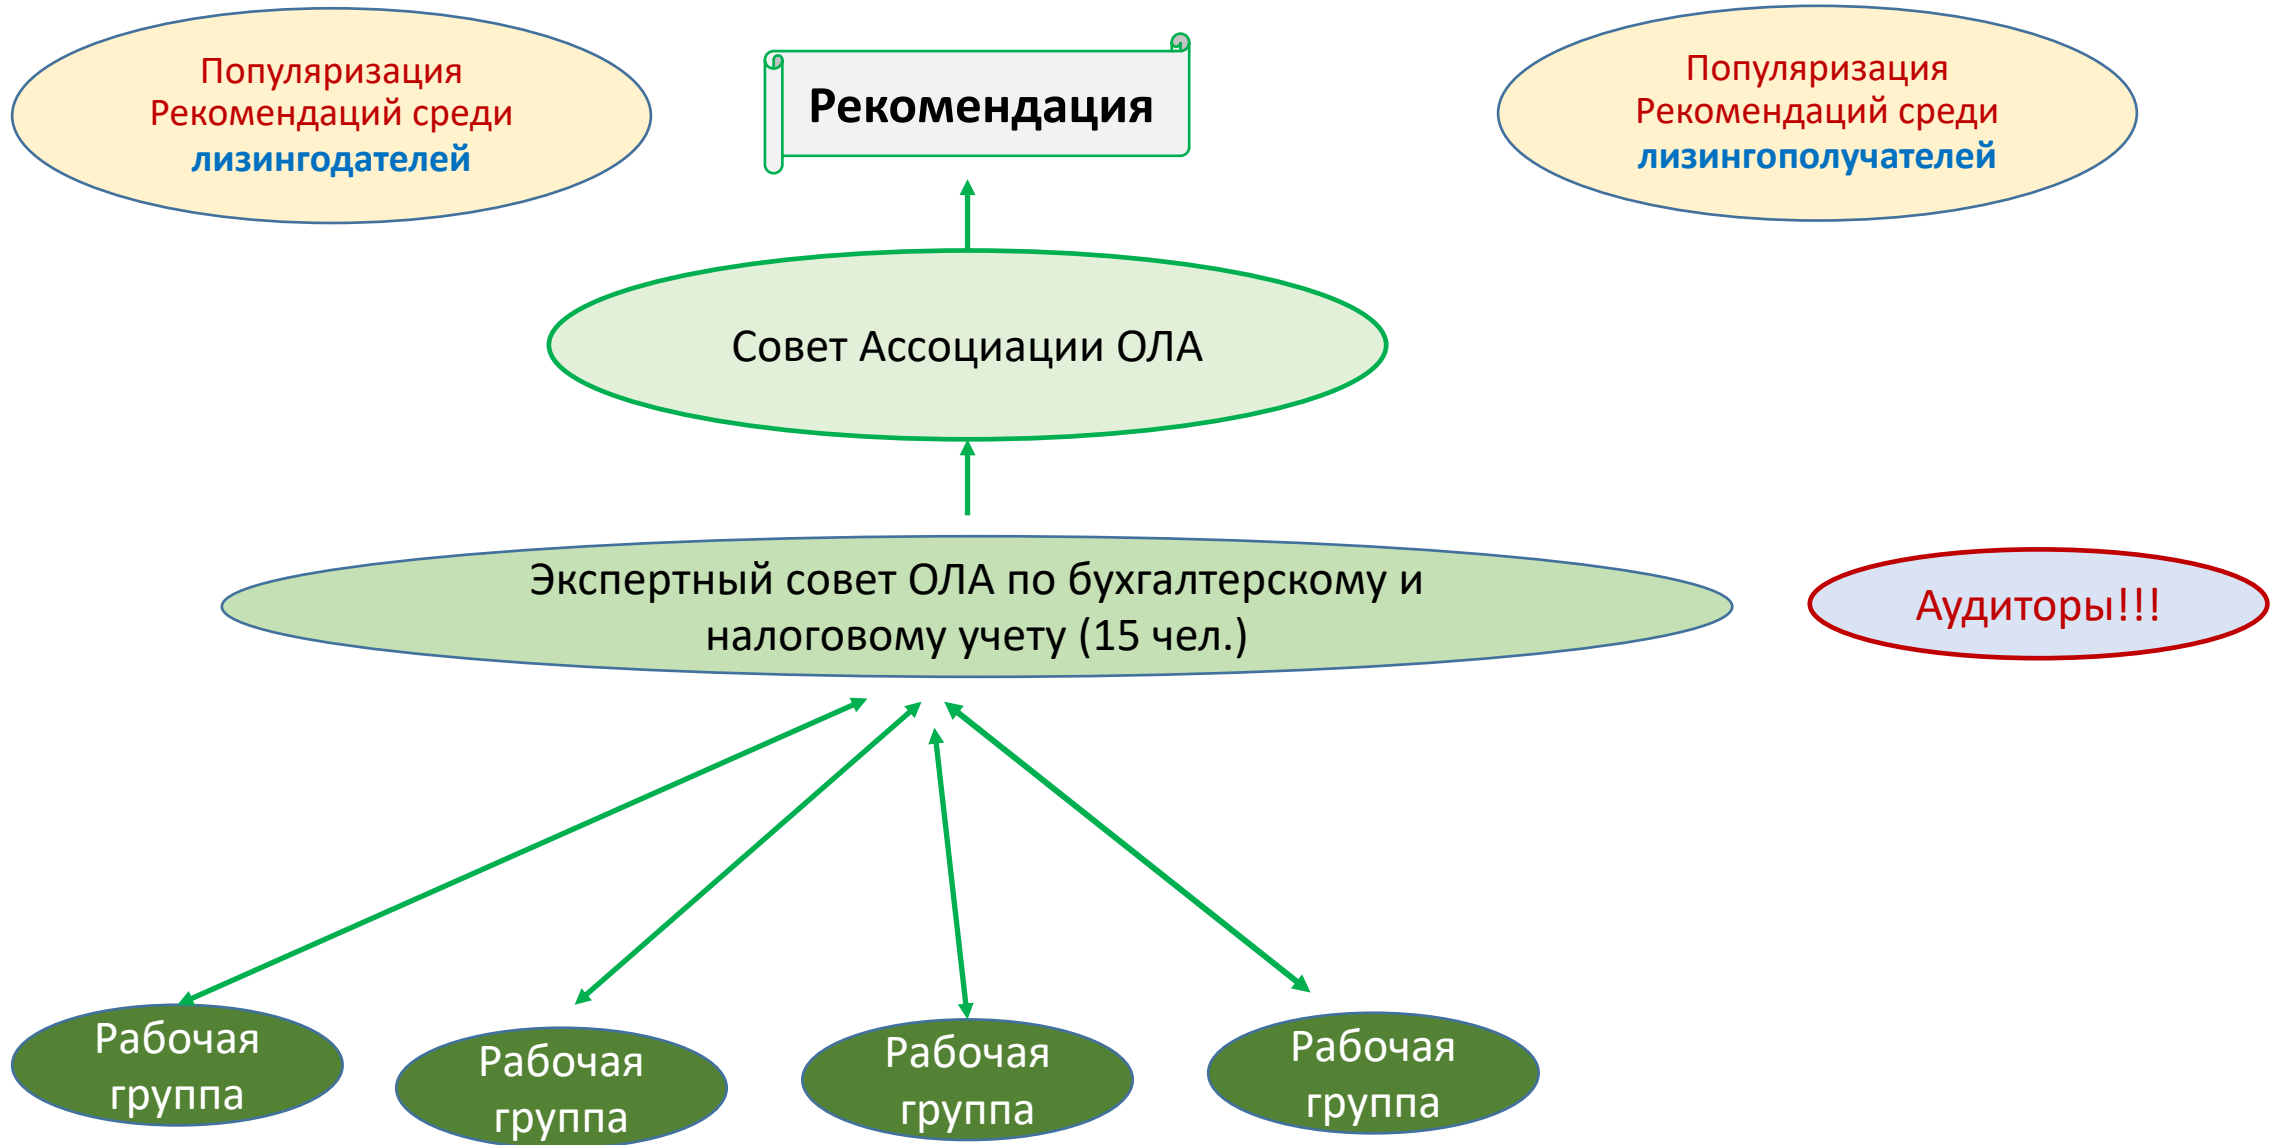 Популяризация
Рекомендаций среди
лизингодателей
Рекомендация
Популяризация
Рекомендаций среди
лизингополучателей
Совет Ассоциации ОЛА
Экспертный совет ОЛА по бухгалтерскому и
налоговому учету (15 чел.)
Аудиторы!!!
Рабочая
группа
Рабочая
группа
Рабочая
группа
Рабочая
группа